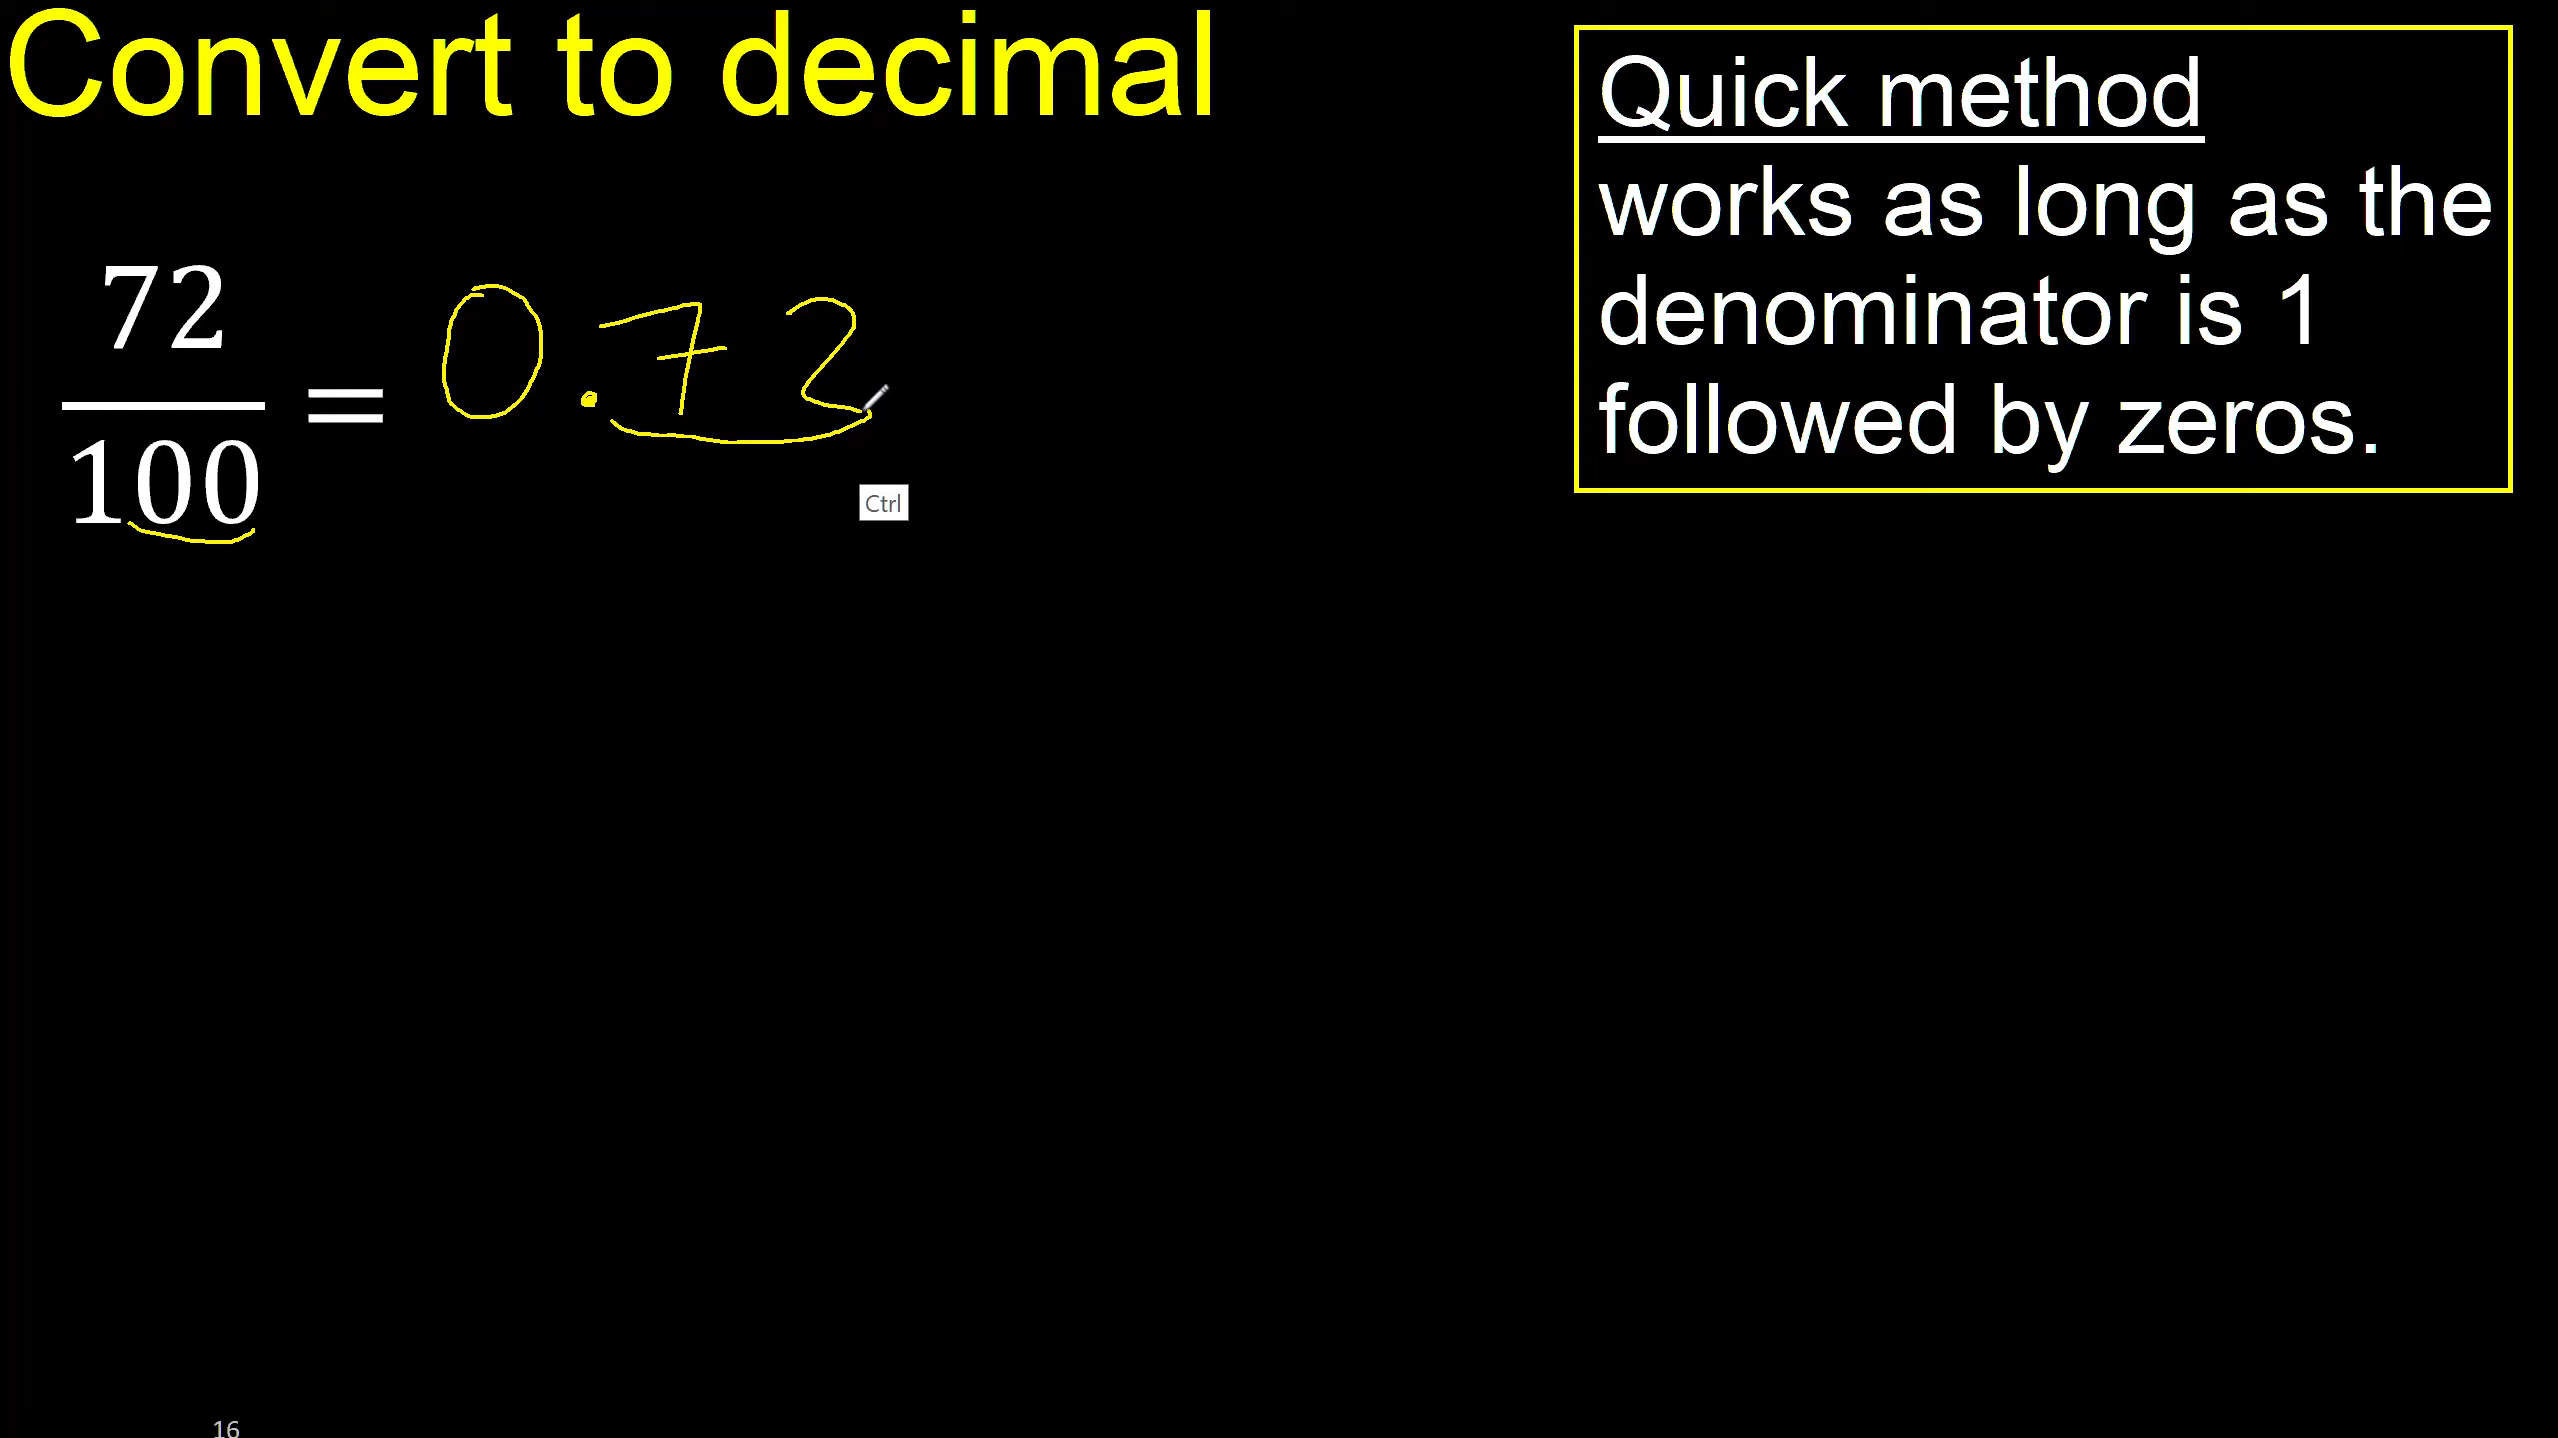 Convert to decimal
72
100
= 0.72
Quick method
works as long as the
denominator is 1
followed by zeros.
Ctrl
16